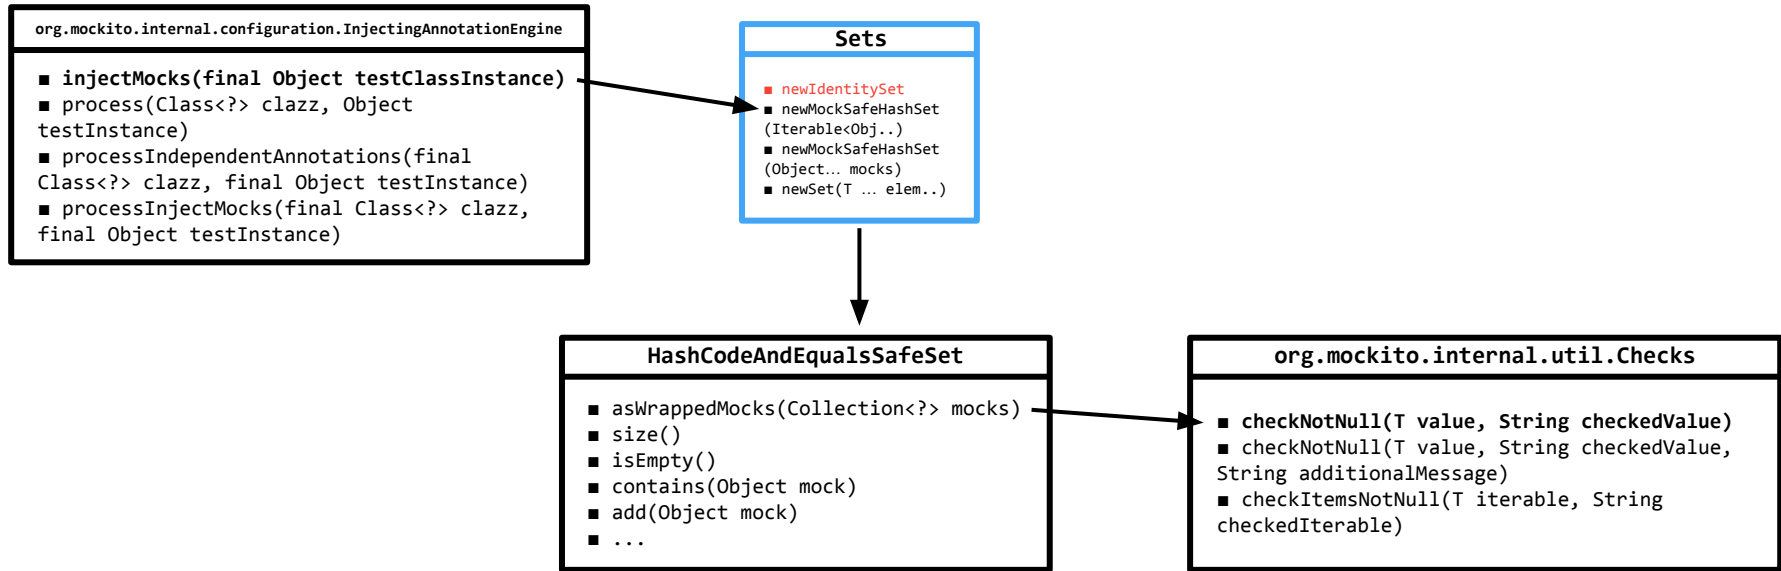 org.mockito.internal.configuration.InjectingAnnotationEngine
■ injectMocks(final Object testClassInstance)
■ process(Class<?> clazz, Object
testInstance)
■ processIndependentAnnotations(final
Class<?> clazz, final Object testInstance)
■ processInjectMocks(final Class<?> clazz,
final Object testInstance)
Sets
■ newIdentitySet
■ newMockSafeHashSet
(Iterable<Obj..)
■ newMockSafeHashSet
(Object... mocks)
■ newSet(T ... elem..)
HashCodeAndEqualsSafeSet
■ asWrappedMocks(Collection<?> mocks)
■ size()
■ isEmpty()
■ contains(Object mock)
■ add(Object mock)
■ ...
org.mockito.internal.util.Checks
■ checkNotNull(T value, String checkedValue)
■ checkNotNull(T value, String checkedValue,
String additionalMessage)
■ checkItemsNotNull(T iterable, String
checkedIterable)